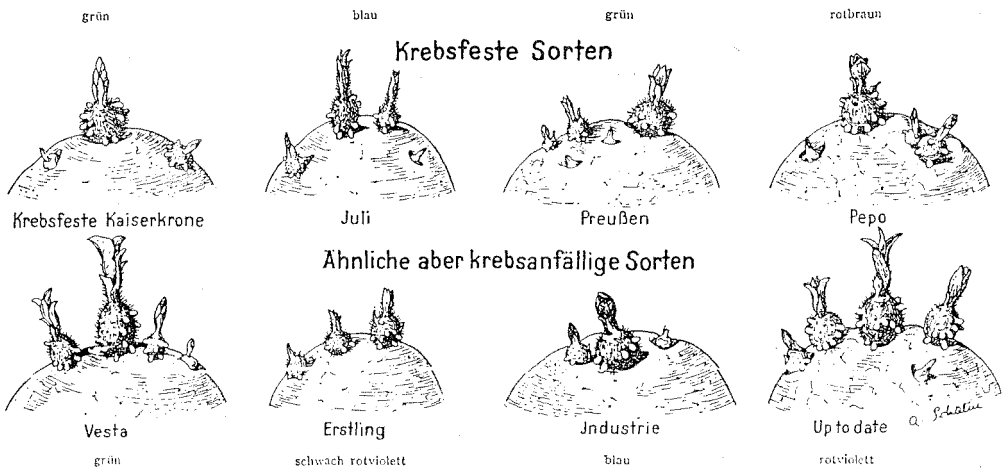 grün blau grün rotbraun
Krebsfeste Sorten
Krebsfeste Kaiserkrone Juli Preußen Pepo
Ähnliche aber krebsanfällige Sorten
Vesta Erstling Jndustrie Up to date
grün schwach rotviolett blau rotviolett